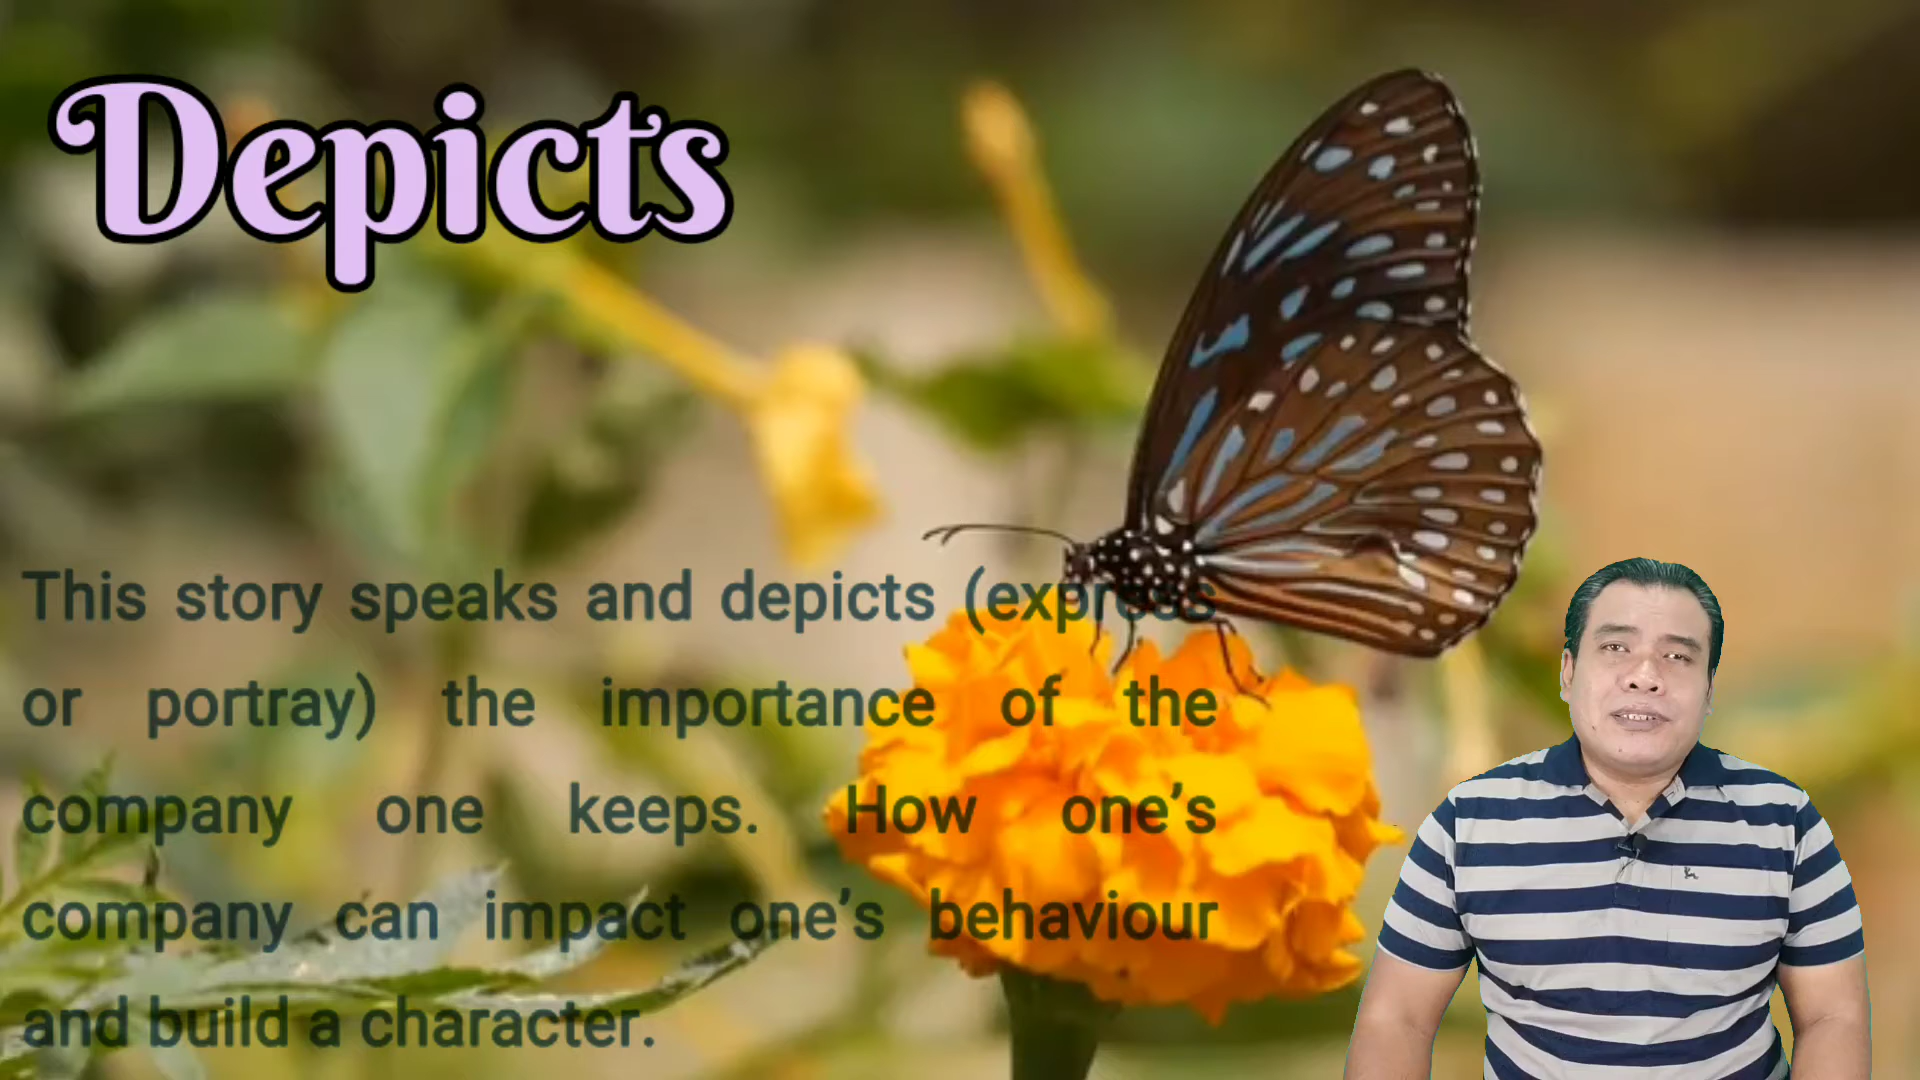 Depicts
This story speaks and depicts (express
or portray) the importance of the
company one keeps. How one’s
company can impact one’s behaviour
and build a character.